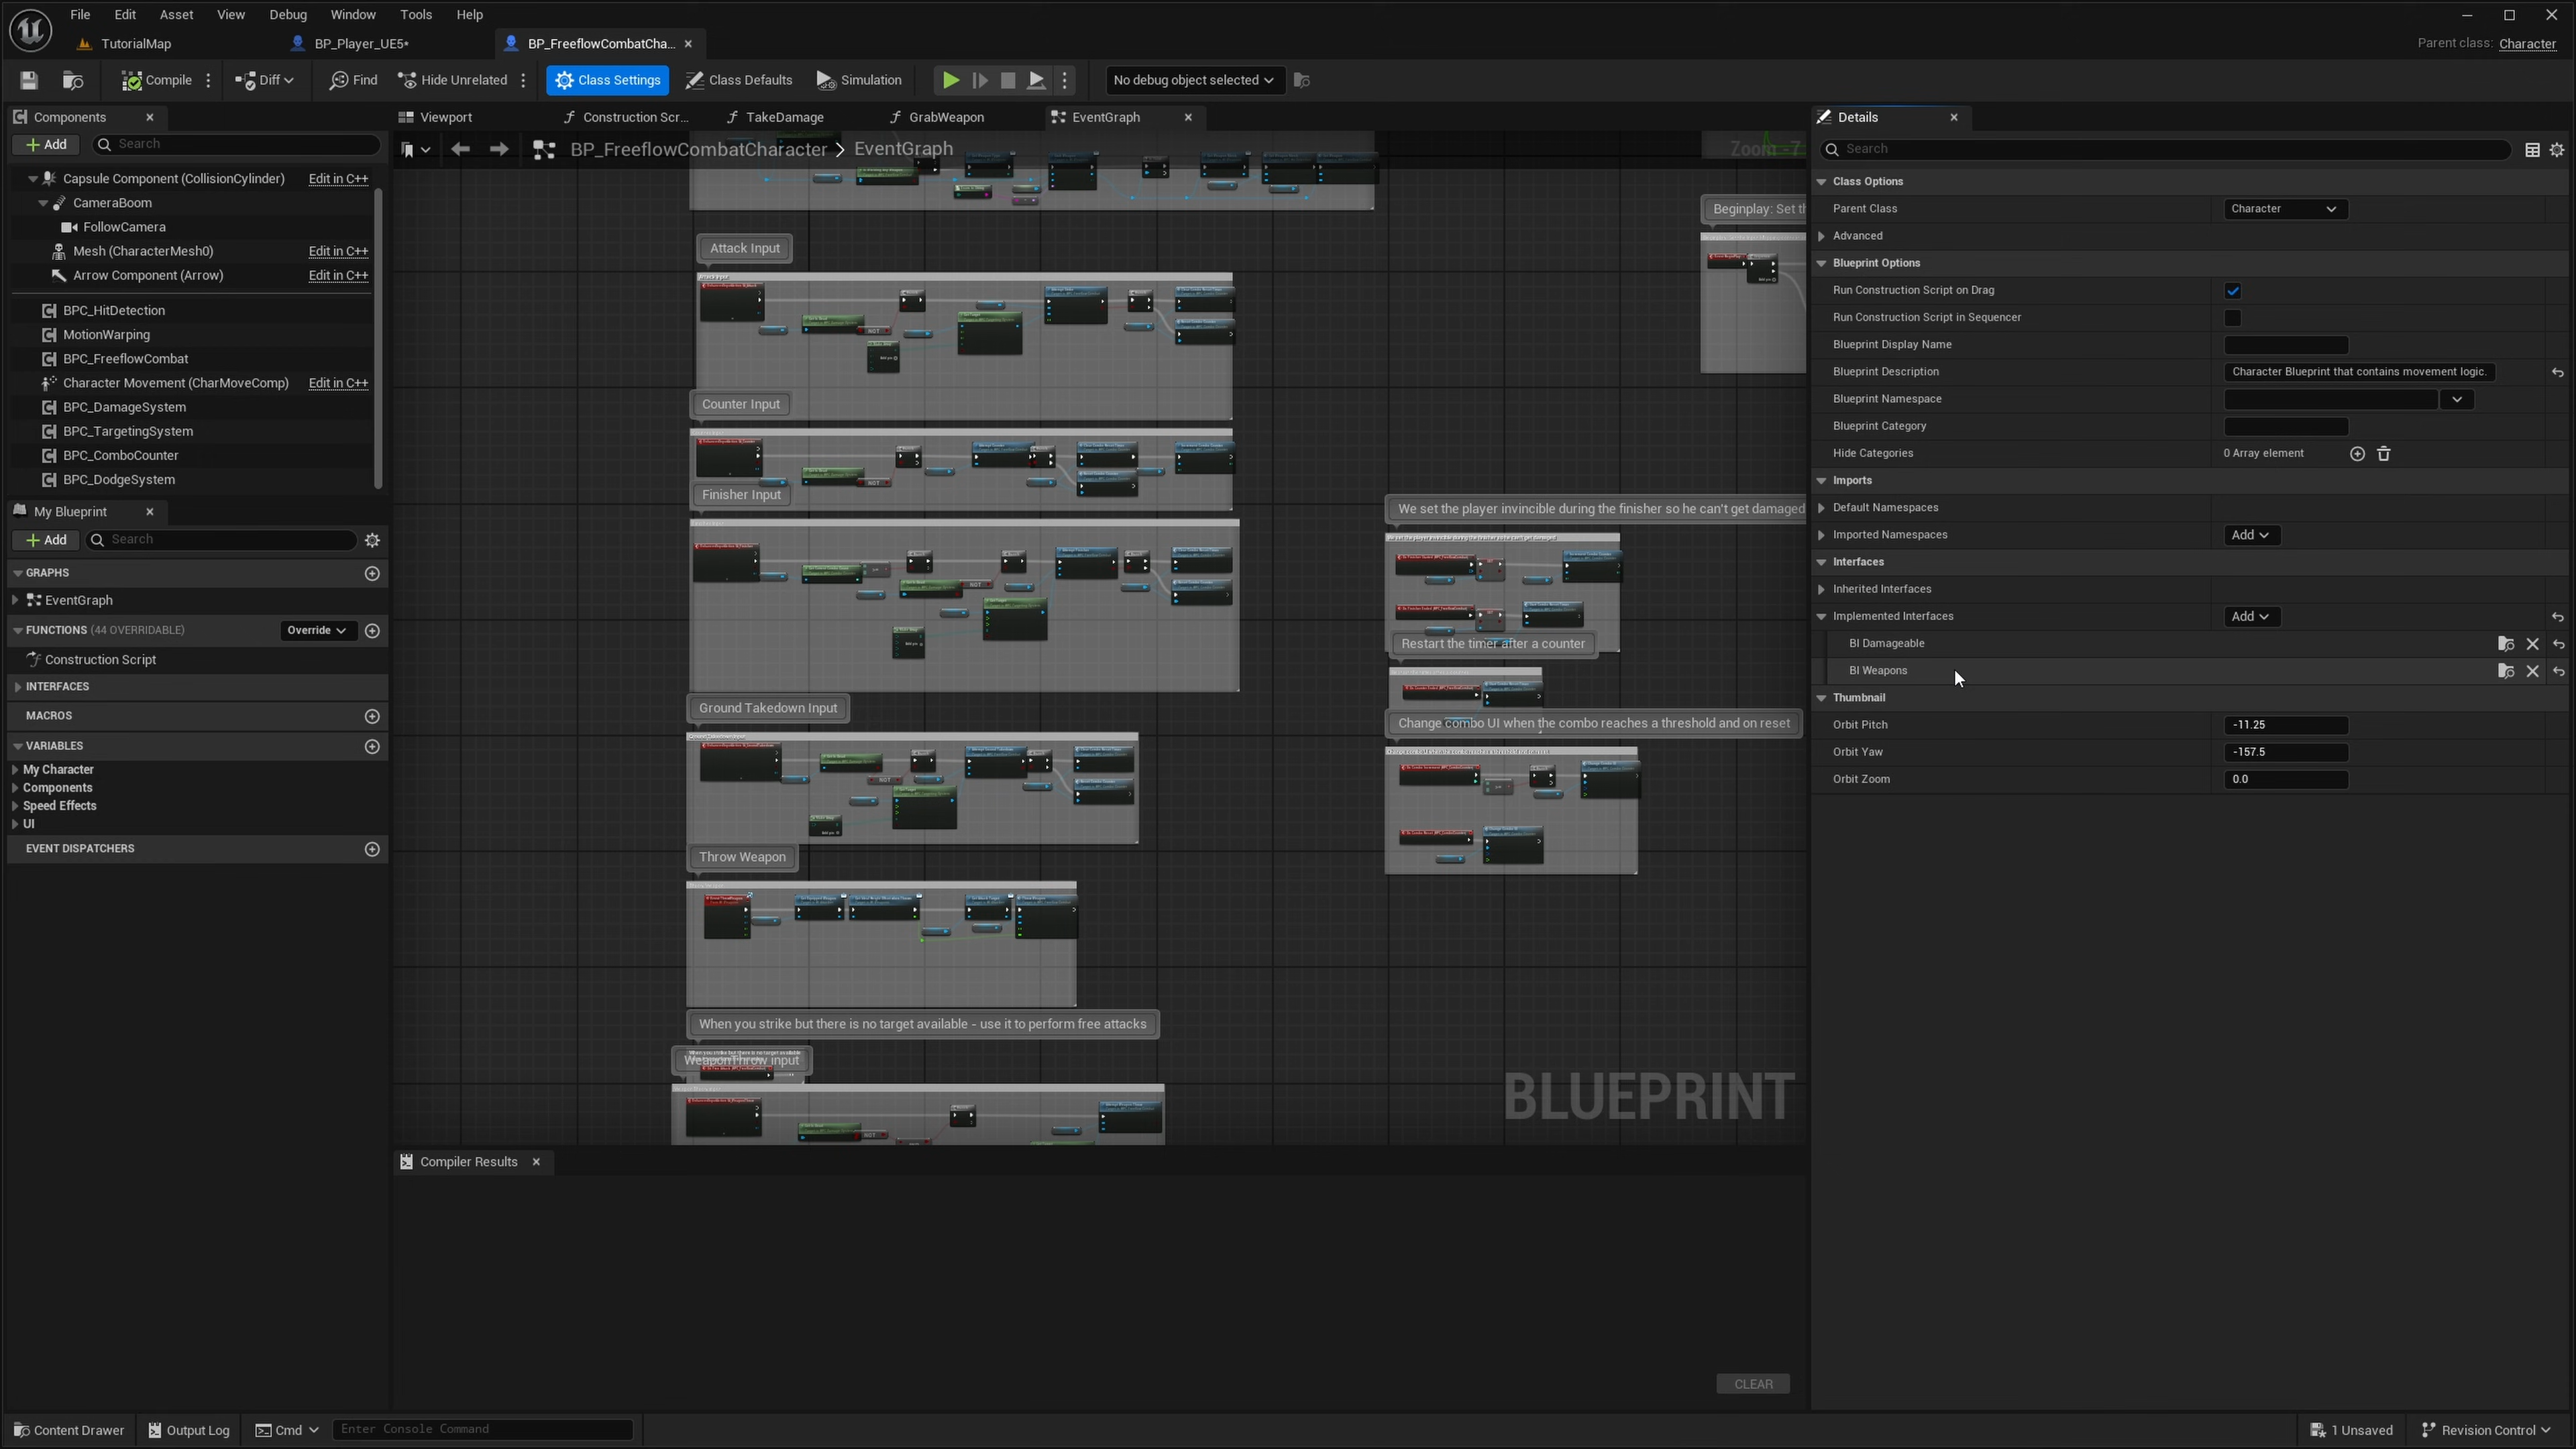 File Edit Asset View Debug Window Tools Help
TutorialMap
BP_Player_UE5*
BP_FreeflowCombatCha...
Parent class: Character
Compile
Diff
Find
Hide Unrelated
Class Settings
Class Defaults
Simulation
No debug object selected
Components
Add
Search
Capsule Component (CollisionCylinder) Edit in C++
CameraBoom
FollowCamera
Mesh (CharacterMesh0) Edit in C++
Arrow Component (Arrow) Edit in C++
BPC_HitDetection
MotionWarping
BPC_FreeflowCombat
Character Movement (CharMoveComp) Edit in C++
BPC_DamageSystem
BPC_TargetingSystem
BPC_ComboCounter
BPC_DodgeSystem
My Blueprint
Add
Search
GRAPHS
EventGraph
FUNCTIONS (44 OVERRIDABLE) Override
Construction Script
INTERFACES
MACROS
VARIABLES
My Character
Components
Speed Effects
UI
EVENT DISPATCHERS
Viewport
Construction Scr...
TakeDamage
GrabWeapon
EventGraph
BP_FreeflowCombatCharacter > EventGraph
Zoom -7
Beginplay: Set th
Attack Input
Counter Input
Finisher Input
Ground Takedown Input
Throw Weapon
When you strike but there is no target available - use it to perform free attacks
WeaponThrow input
We set the player invincible during the finisher so he can't get damaged
Restart the timer after a counter
Change combo UI when the combo reaches a threshold and on reset
NOT
NOT
NOT
NOT
NOT
BLUEPRINT
Compiler Results
CLEAR
Details
Search
Class Options
Parent Class Character
Advanced
Blueprint Options
Run Construction Script on Drag
Run Construction Script in Sequencer
Blueprint Display Name
Blueprint Description Character Blueprint that contains movement logic.
Blueprint Namespace
Blueprint Category
Hide Categories 0 Array element
Imports
Default Namespaces
Imported Namespaces Add
Interfaces
Inherited Interfaces
Implemented Interfaces Add
BI Damageable
BI Weapons
Thumbnail
Orbit Pitch -11.25
Orbit Yaw -157.5
Orbit Zoom 0.0
Content Drawer
Output Log
Cmd
Enter Console Command
1 Unsaved
Revision Control